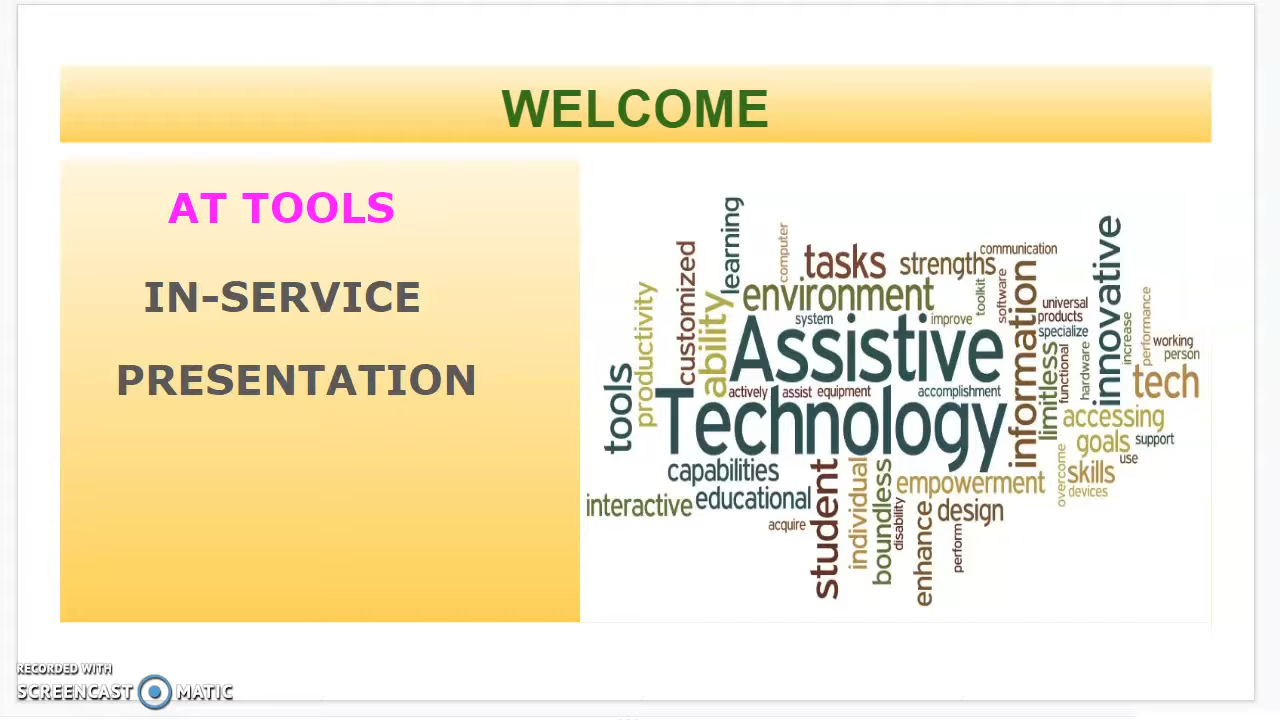 WELCOME
AT TOOLS
IN-SERVICE
PRESENTATION
learning
computer
tasks
strengths
communication
innovative
customized
productivity
ability
environment
toolkit
software
information
universal
products
specialize
increase
performance
system
improve
Assistive
limitless
functional
hardware
working
person
tech
tools
actively
assist
equipment
accomplishment
Technology
accessing
goals
support
use
capabilities
interactive
educational
acquire
student
individual
boundless
disability
empowerment
enhance
design
perform
overcome
skills
devices
RECORDED WITH
SCREENCAST MATIC